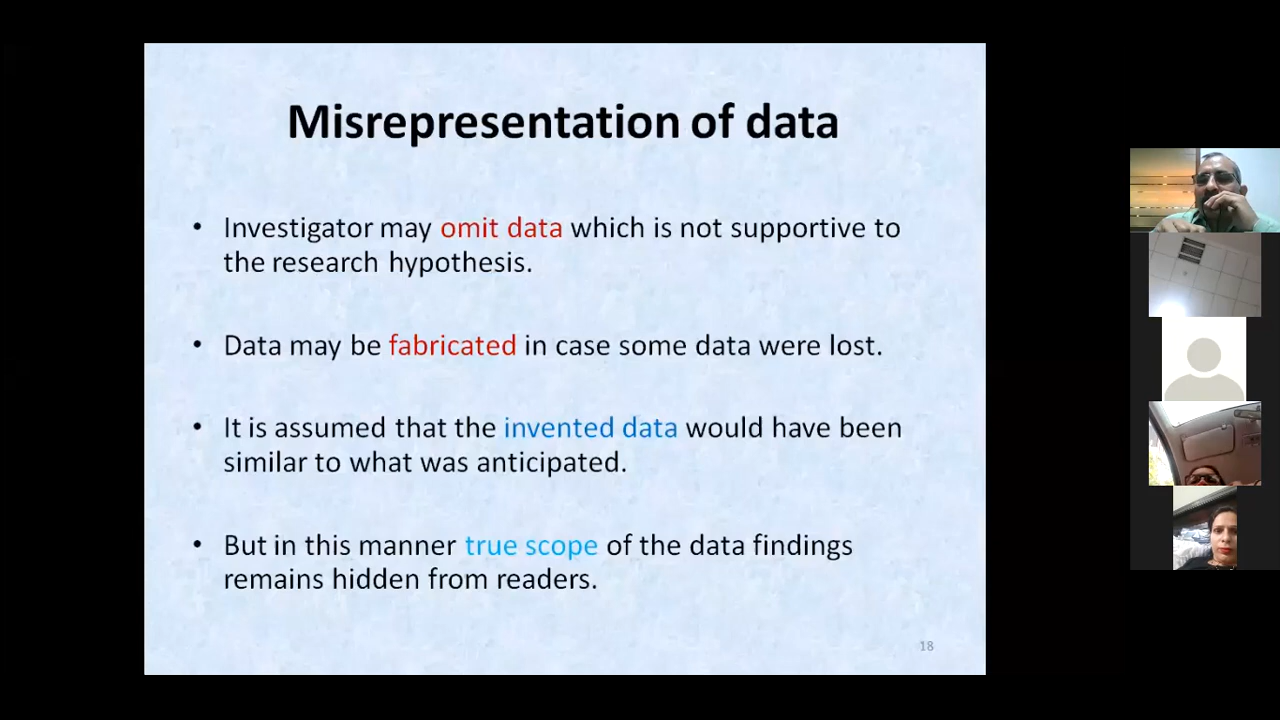 Misrepresentation of data
• Investigator may omit data which is not supportive to
the research hypothesis.
• Data may be fabricated in case some data were lost.
• It is assumed that the invented data would have been
similar to what was anticipated.
• But in this manner true scope of the data findings
remains hidden from readers.
18